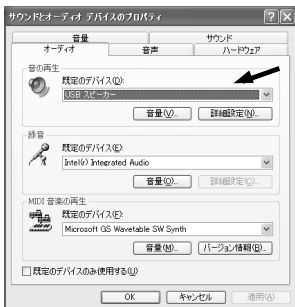 サウンドとオーディオ デバイスのプロパティ
音量 サウンド
オーディオ 音声 ハードウェア
音の再生
既定のデバイス(D):
USB スピーカー
音量(V)... 詳細設定(N)...
録音
既定のデバイス(E):
Intel(r) Integrated Audio
音量(O)... 詳細設定(C)...
MIDI 音楽の再生
既定のデバイス(F):
Microsoft GS Wavetable SW Synth
音量(M)... バージョン情報(B)...
既定のデバイスのみ使用する(U)
OK キャンセル 適用(A)